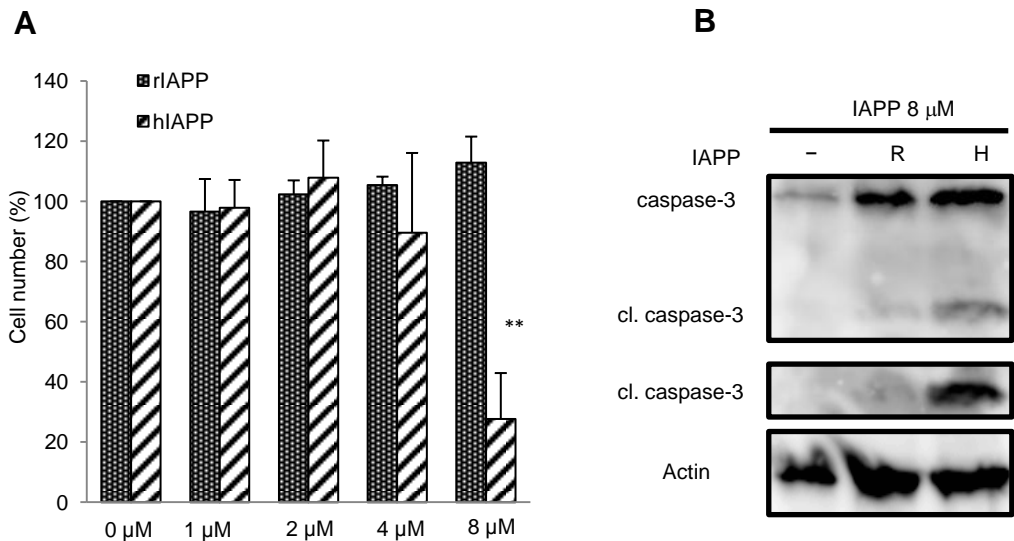 A
Cell number (%)
140
120
100
80
60
40
20
0
rIAPP
hIAPP
**
0 µM 1 µM 2 µM 4 µM 8 µM
B
IAPP 8 µM
IAPP – R H
caspase-3
cl. caspase-3
cl. caspase-3
Actin